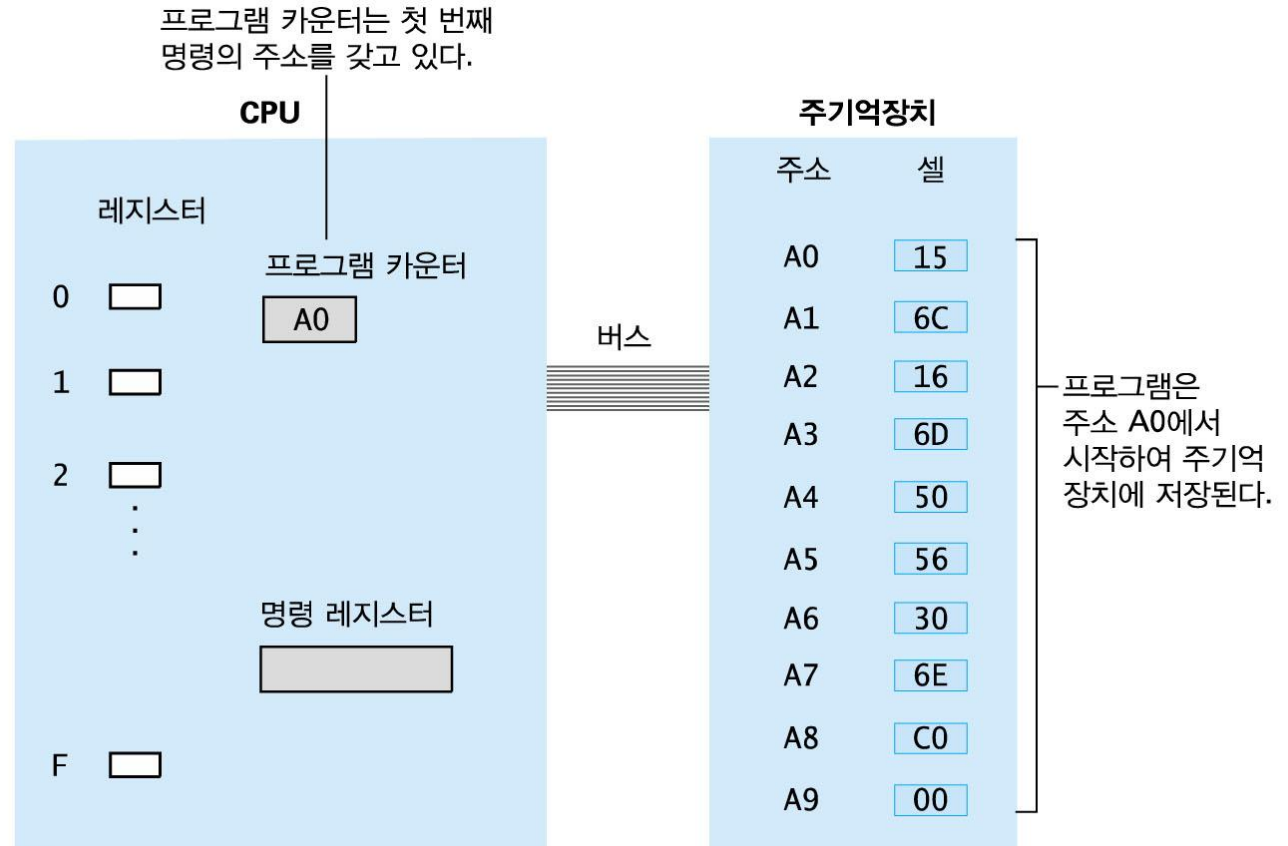 프로그램 카운터는 첫 번째
명령의 주소를 갖고 있다.
CPU
레지스터
프로그램 카운터
0
A0
1
2
명령 레지스터
F
버스
주기억장치
주소 셀
A0 15
A1 6C
A2 16
A3 6D
A4 50
A5 56
A6 30
A7 6E
A8 C0
A9 00
프로그램은
주소 A0에서
시작하여 주기억
장치에 저장된다.